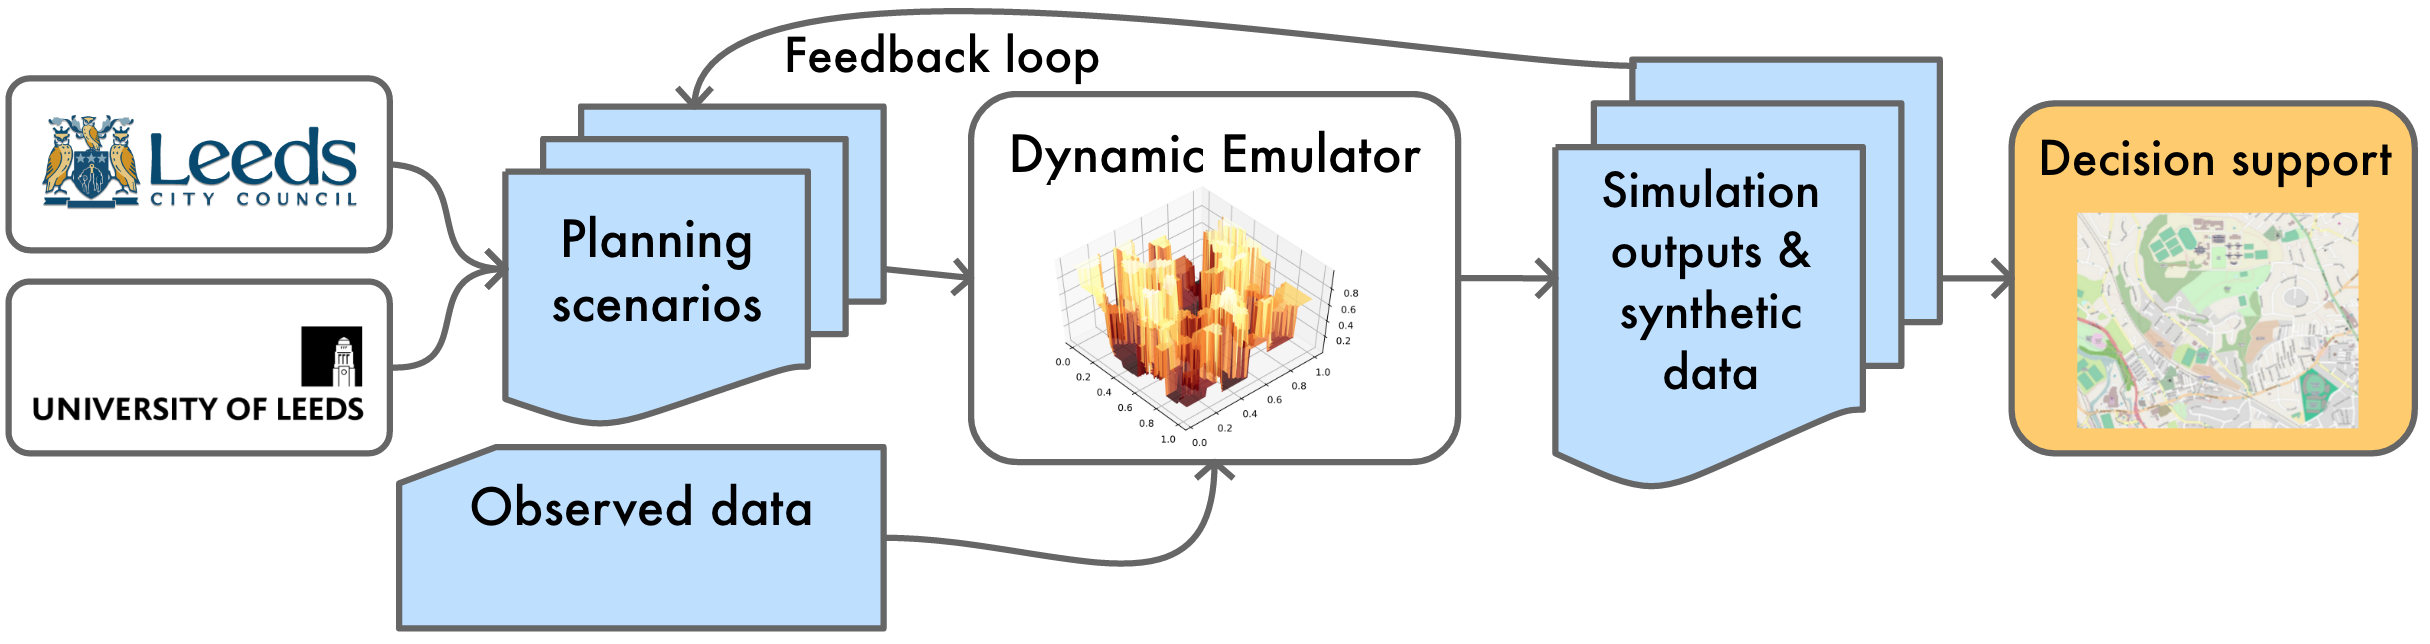 Feedback loop
Leeds
CITY COUNCIL
UNIVERSITY OF LEEDS
Planning
scenarios
Observed data
Dynamic Emulator
0.8
0.6
0.4
0.2
0.0
0.2
0.4
0.6
0.8
1.0
0.0
0.2
0.4
0.6
0.8
1.0
Simulation
outputs &
synthetic
data
Decision support